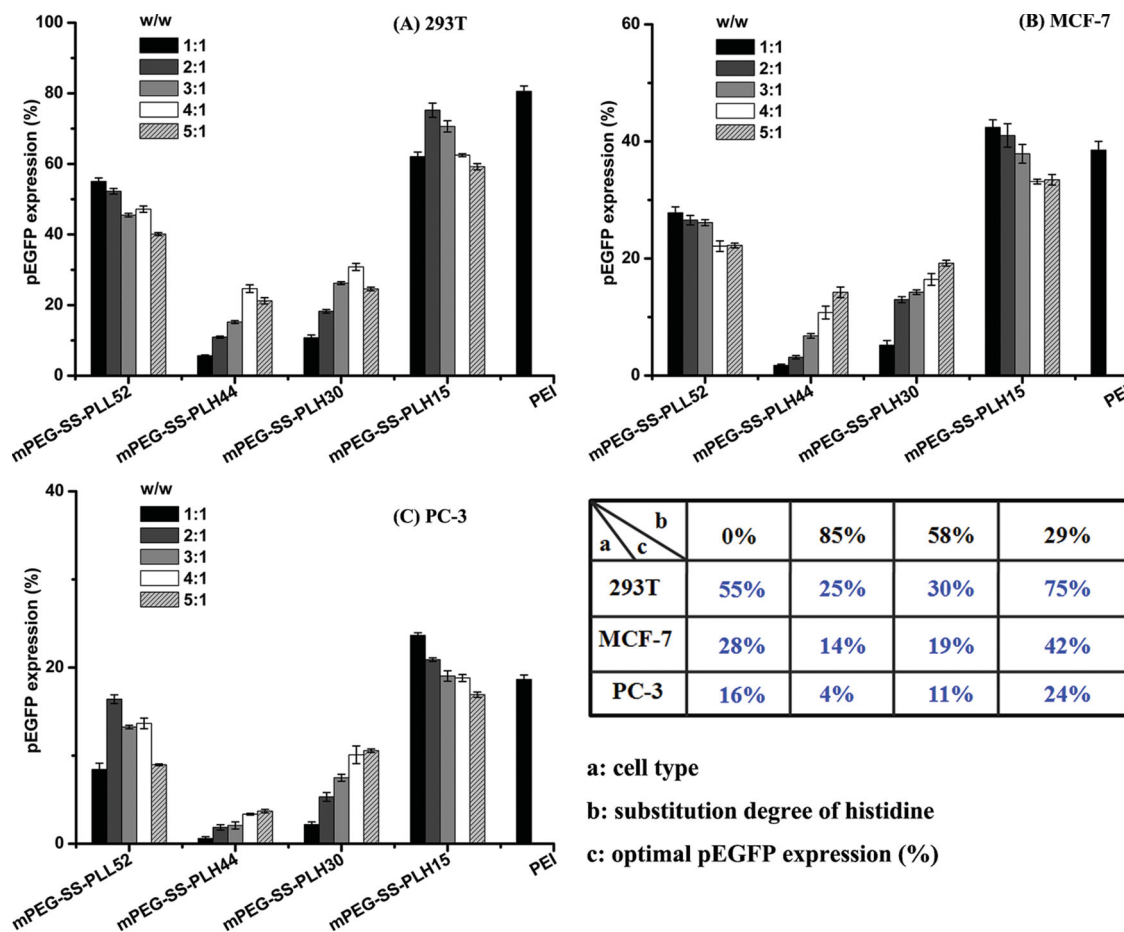 (A) 293T
w/w
1:1
2:1
3:1
4:1
5:1
pEGFP expression (%)
100
80
60
40
20
0
mPEG-SS-PLL52
mPEG-SS-PLH44
mPEG-SS-PLH30
mPEG-SS-PLH15
PEI
(B) MCF-7
w/w
1:1
2:1
3:1
4:1
5:1
pEGFP expression (%)
60
40
20
0
mPEG-SS-PLL52
mPEG-SS-PLH44
mPEG-SS-PLH30
mPEG-SS-PLH15
PEI
(C) PC-3
w/w
1:1
2:1
3:1
4:1
5:1
pEGFP expression (%)
40
20
0
mPEG-SS-PLL52
mPEG-SS-PLH44
mPEG-SS-PLH30
mPEG-SS-PLH15
PEI
a c b 0% 85% 58% 29%
293T 55% 25% 30% 75%
MCF-7 28% 14% 19% 42%
PC-3 16% 4% 11% 24%
a: cell type
b: substitution degree of histidine
c: optimal pEGFP expression (%)